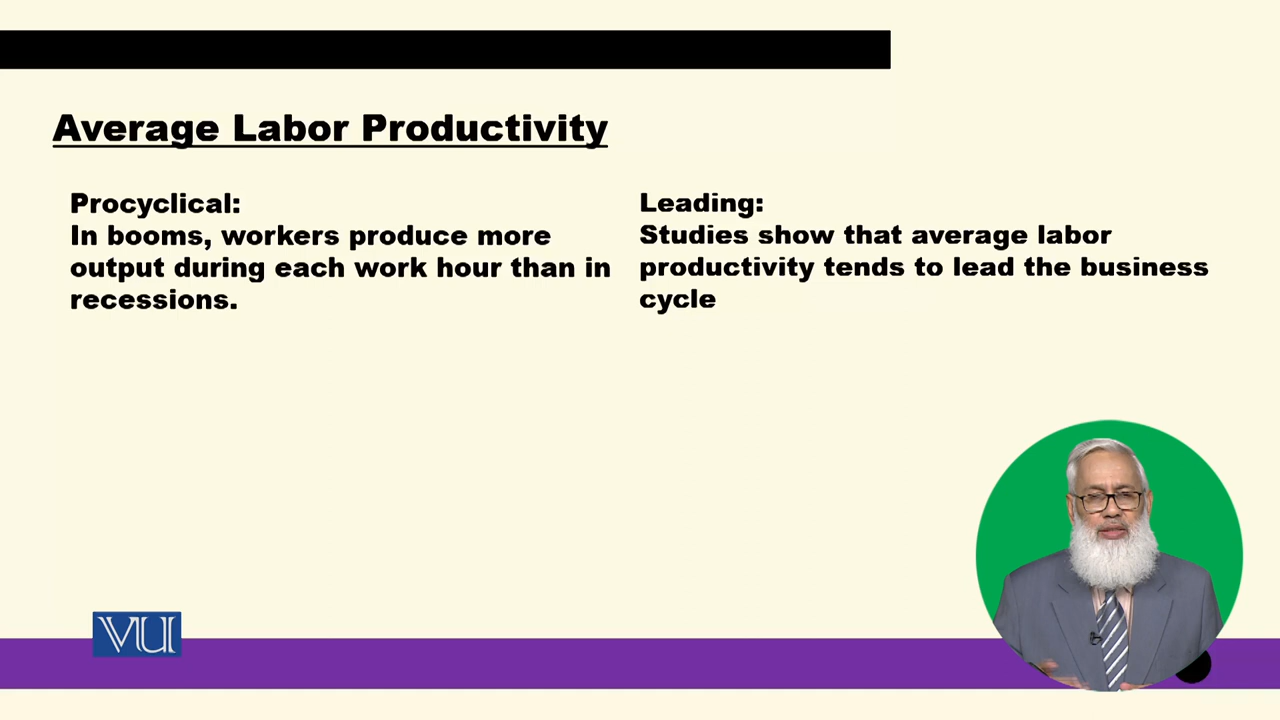 Average Labor Productivity
Procyclical:
In booms, workers produce more
output during each work hour than in
recessions.
Leading:
Studies show that average labor
productivity tends to lead the business
cycle
VU